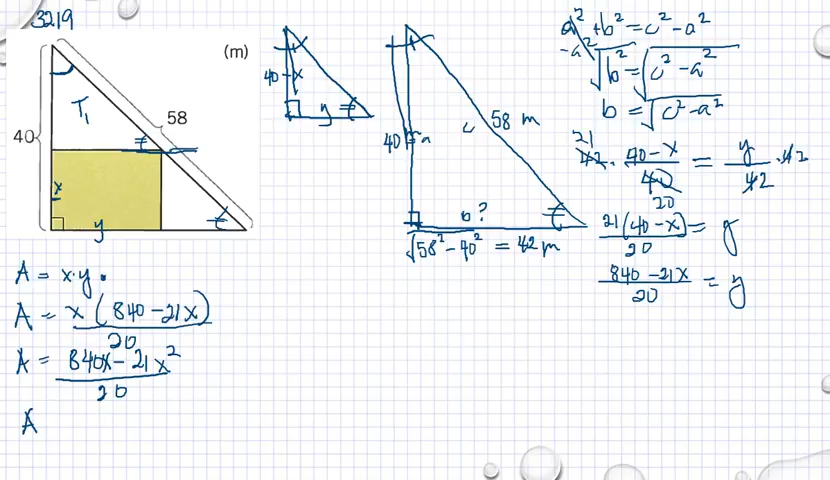 3219
(m)
40
T₁
58
x
y
A = x·y.
A = x(840-21x)/20
A = 840x-21x²/20
A
40-x
y
40
a
c
58 m
b?
√58²-40² = 42 m
a²+b²=c²-a²
-a²
√b²=√c²-a²
b=√c²-a²
21
42·40-x/40=y/42·42
20
21(40-x)/20=y
840-21x/20=y